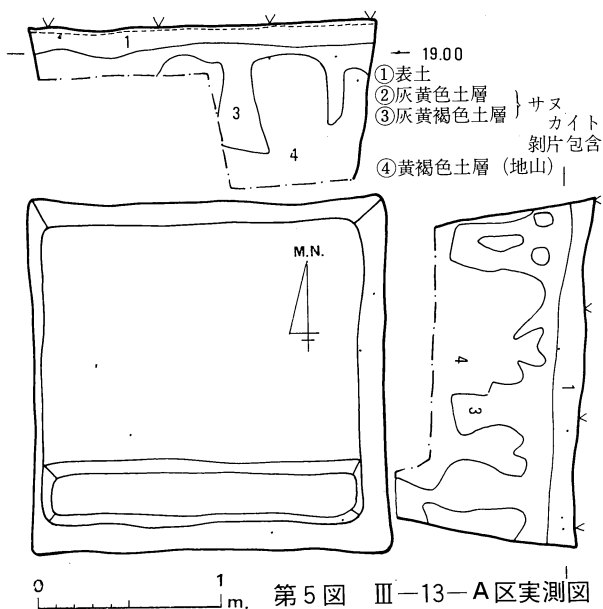 1
19.00
①表土
②灰黄色土層
③灰黄褐色土層
サヌ
カイト
剝片包含
④黄褐色土層（地山）
3
4
M.N.
4
3
1
0 1
m.
第5図 Ⅲ−13−A区実測図